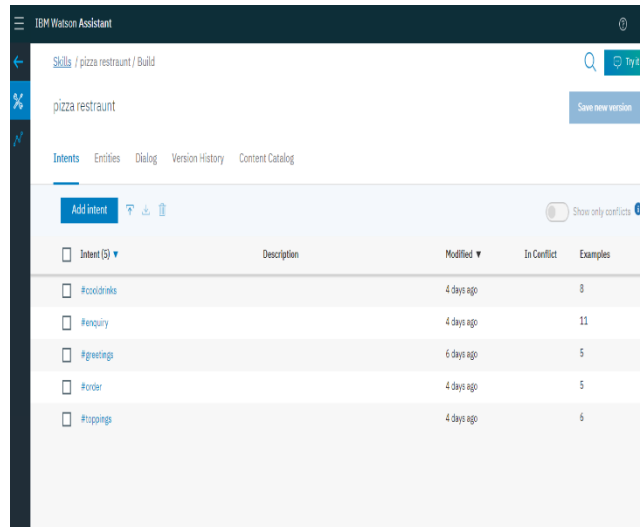 IBM Watson Assistant
Skills / pizza restraunt / Build
Try it
pizza restraunt
Save new version
Intents Entities Dialog Version History Content Catalog
Add intent
Show only conflicts
Intent (5) ▼ Description Modified ▼ In Conflict Examples
#cooldrinks 4 days ago 8
#enquiry 4 days ago 11
#greetings 6 days ago 5
#order 4 days ago 5
#toppings 4 days ago 6